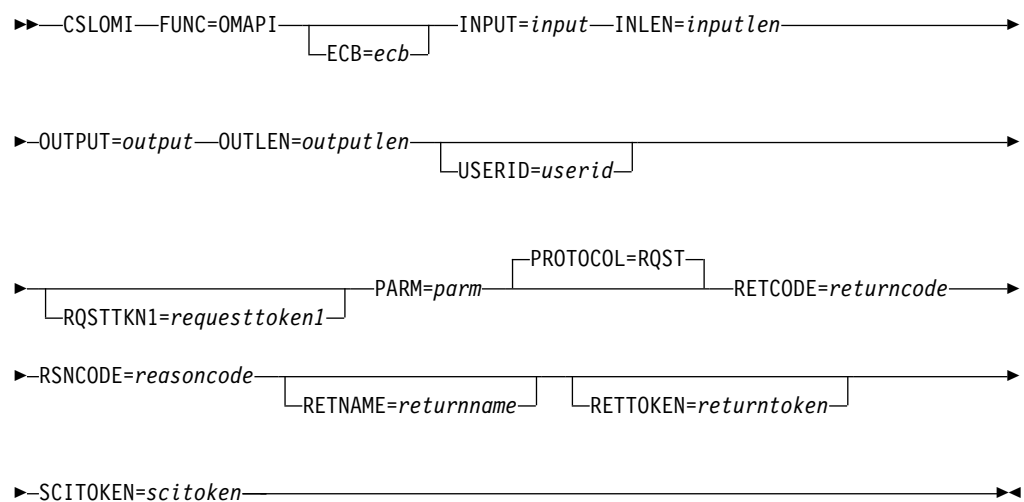 CSLOMI FUNC=OMAPI ECB=ecb INPUT=input INLEN=inputlen
OUTPUT=output OUTLEN=outputlen USERID=userid
RQSTTKN1=requesttoken1 PARM=parm PROTOCOL=RQST RETCODE=returncode
RSNCODE=reasoncode RETNAME=returnname RETTOKEN=returntoken
SCITOKEN=scitoken